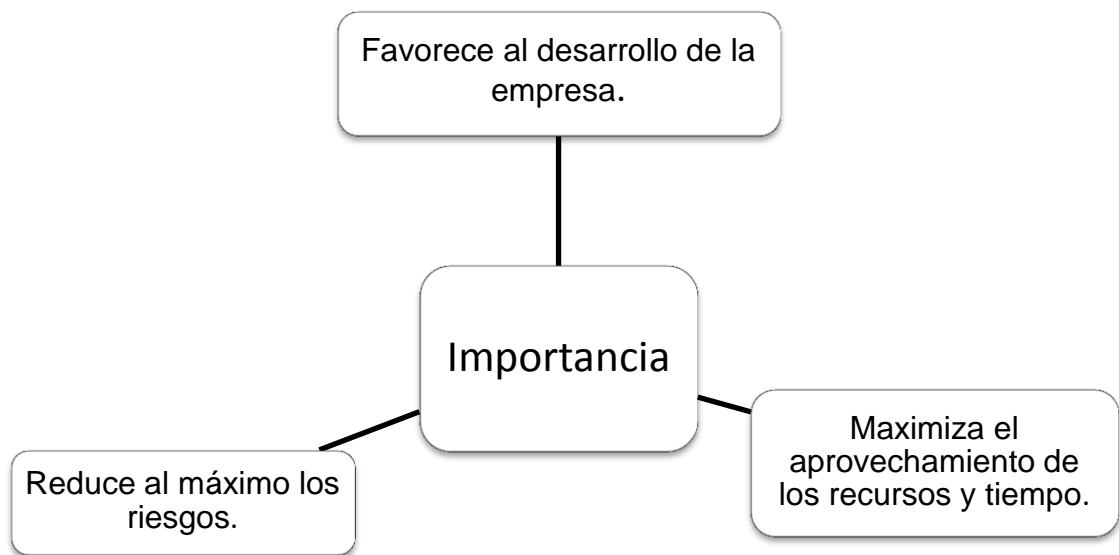 Favorece al desarrollo de la
empresa.
Importancia
Reduce al máximo los
riesgos.
Maximiza el
aprovechamiento de
los recursos y tiempo.